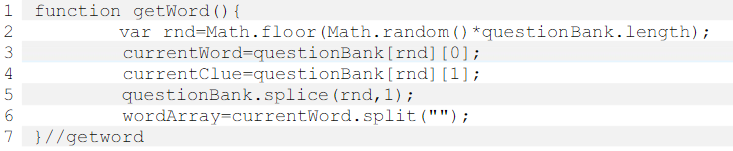 1 function getWord(){
2 var rnd=Math.floor(Math.random()*questionBank.length);
3 currentWord=questionBank[rnd][0];
4 currentClue=questionBank[rnd][1];
5 questionBank.splice(rnd,1);
6 wordArray=currentWord.split("");
7 }//getword